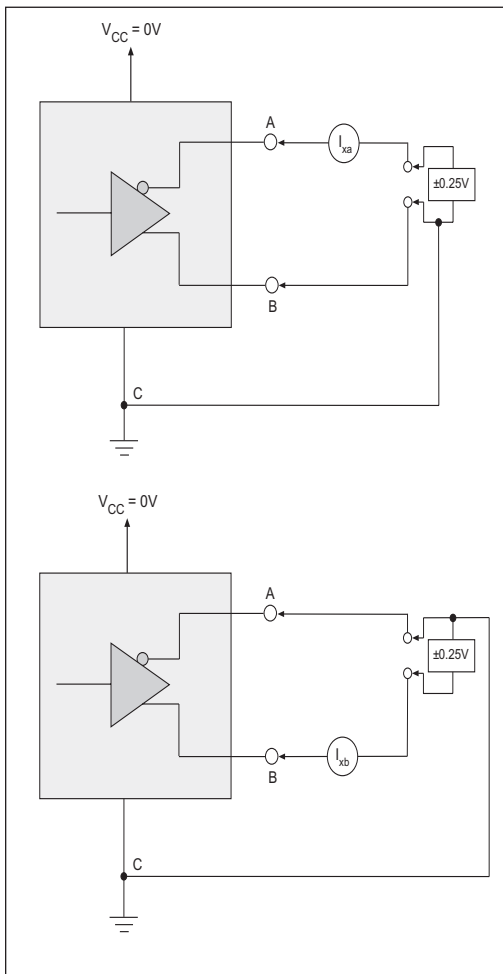 V_CC = 0V
A
I_xa
±0.25V
B
C
V_CC = 0V
A
±0.25V
B
I_xb
C